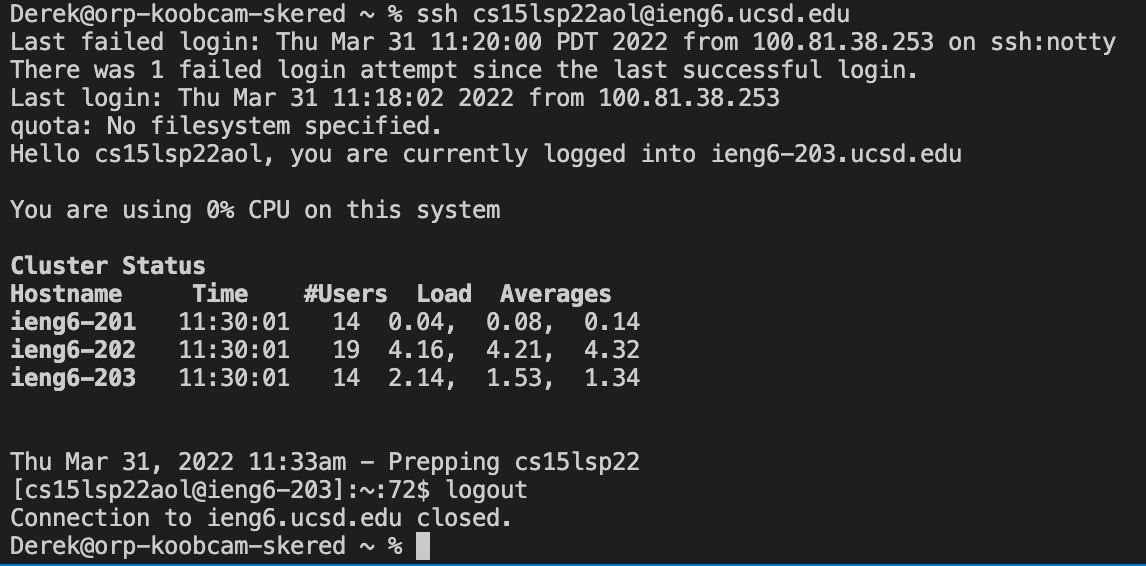 Derek@orp-koobcam-skered ~ % ssh cs15lsp22aol@ieng6.ucsd.edu
Last failed login: Thu Mar 31 11:20:00 PDT 2022 from 100.81.38.253 on ssh:notty
There was 1 failed login attempt since the last successful login.
Last login: Thu Mar 31 11:18:02 2022 from 100.81.38.253
quota: No filesystem specified.
Hello cs15lsp22aol, you are currently logged into ieng6-203.ucsd.edu
You are using 0% CPU on this system
Cluster Status
Hostname     Time    #Users  Load  Averages
ieng6-201   11:30:01   14  0.04,  0.08,  0.14
ieng6-202   11:30:01   19  4.16,  4.21,  4.32
ieng6-203   11:30:01   14  2.14,  1.53,  1.34
Thu Mar 31, 2022 11:33am - Prepping cs15lsp22
[cs15lsp22aol@ieng6-203]:~:72$ logout
Connection to ieng6.ucsd.edu closed.
Derek@orp-koobcam-skered ~ %